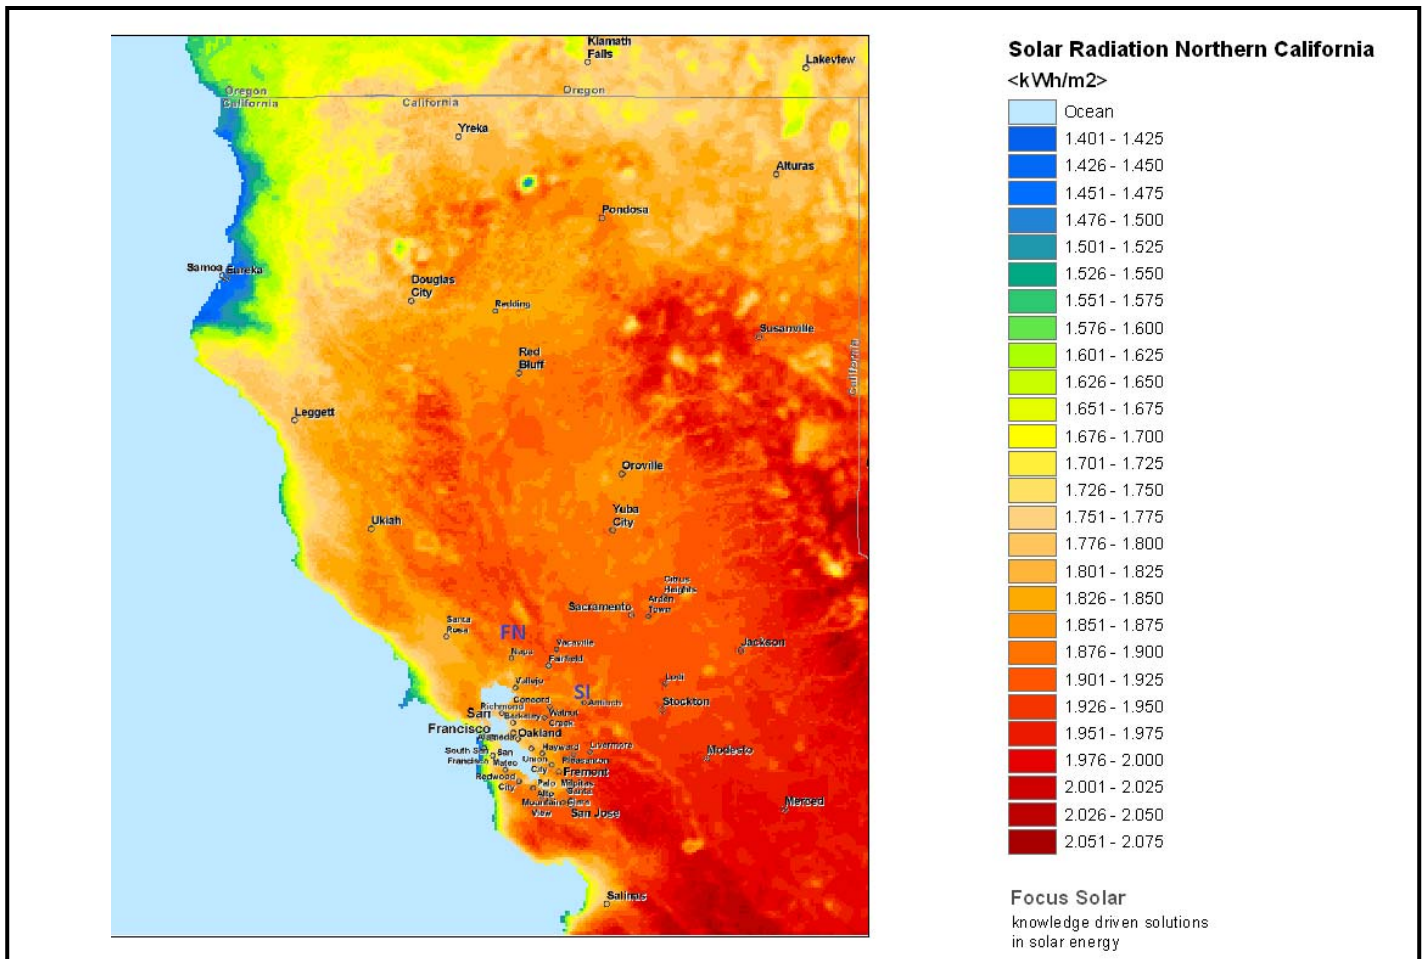 Klamath
Falls
Lakeview
Oregon
California
California
Oregon
Yreka
Alturas
Pondosa
Samoa
Eureka
Douglas
City
Redding
Susanville
Red
Bluff
California
Leggett
Oroville
Yuba
City
Ukiah
Citrus
Heights
Sacramento
Arden
Town
Santa
Rosa
FN
Napa
Vacaville
Fairfield
Jackson
Lodi
Vallejo
SI
Concord
Antioch
Stockton
Richmond
San
Francisco
Berkeley
Walnut
Creek
Alameda
Oakland
South San
Francisco
San
Mateo
Hayward
Livermore
Union
City
Pleasanton
Fremont
Modesto
Redwood
City
Palo
Alto
Milpitas
Santa
Clara
Mountain
View
San Jose
Merced
Salinas
Solar Radiation Northern California
<kWh/m2>
Ocean
1.401 - 1.425
1.426 - 1.450
1.451 - 1.475
1.476 - 1.500
1.501 - 1.525
1.526 - 1.550
1.551 - 1.575
1.576 - 1.600
1.601 - 1.625
1.626 - 1.650
1.651 - 1.675
1.676 - 1.700
1.701 - 1.725
1.726 - 1.750
1.751 - 1.775
1.776 - 1.800
1.801 - 1.825
1.826 - 1.850
1.851 - 1.875
1.876 - 1.900
1.901 - 1.925
1.926 - 1.950
1.951 - 1.975
1.976 - 2.000
2.001 - 2.025
2.026 - 2.050
2.051 - 2.075
Focus Solar
knowledge driven solutions
in solar energy